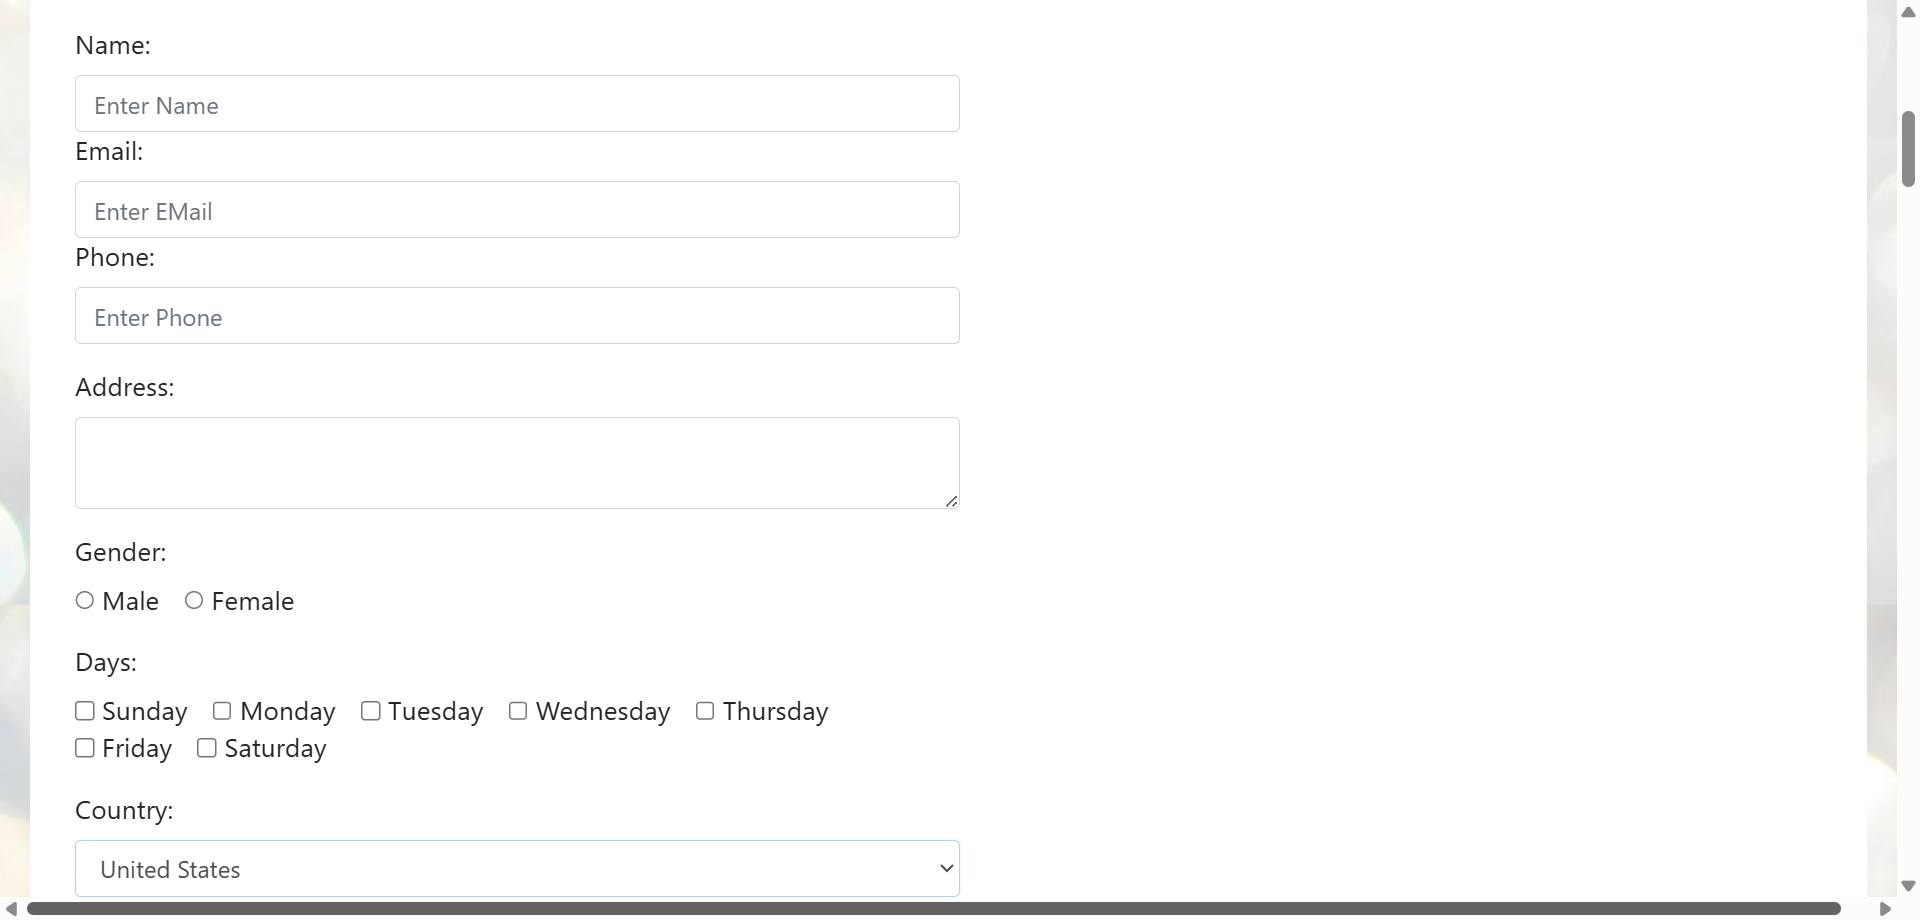 Name:
Enter Name
Email:
Enter EMail
Phone:
Enter Phone
Address:
Gender:
Male Female
Days:
Sunday Monday Tuesday Wednesday Thursday
Friday Saturday
Country:
United States